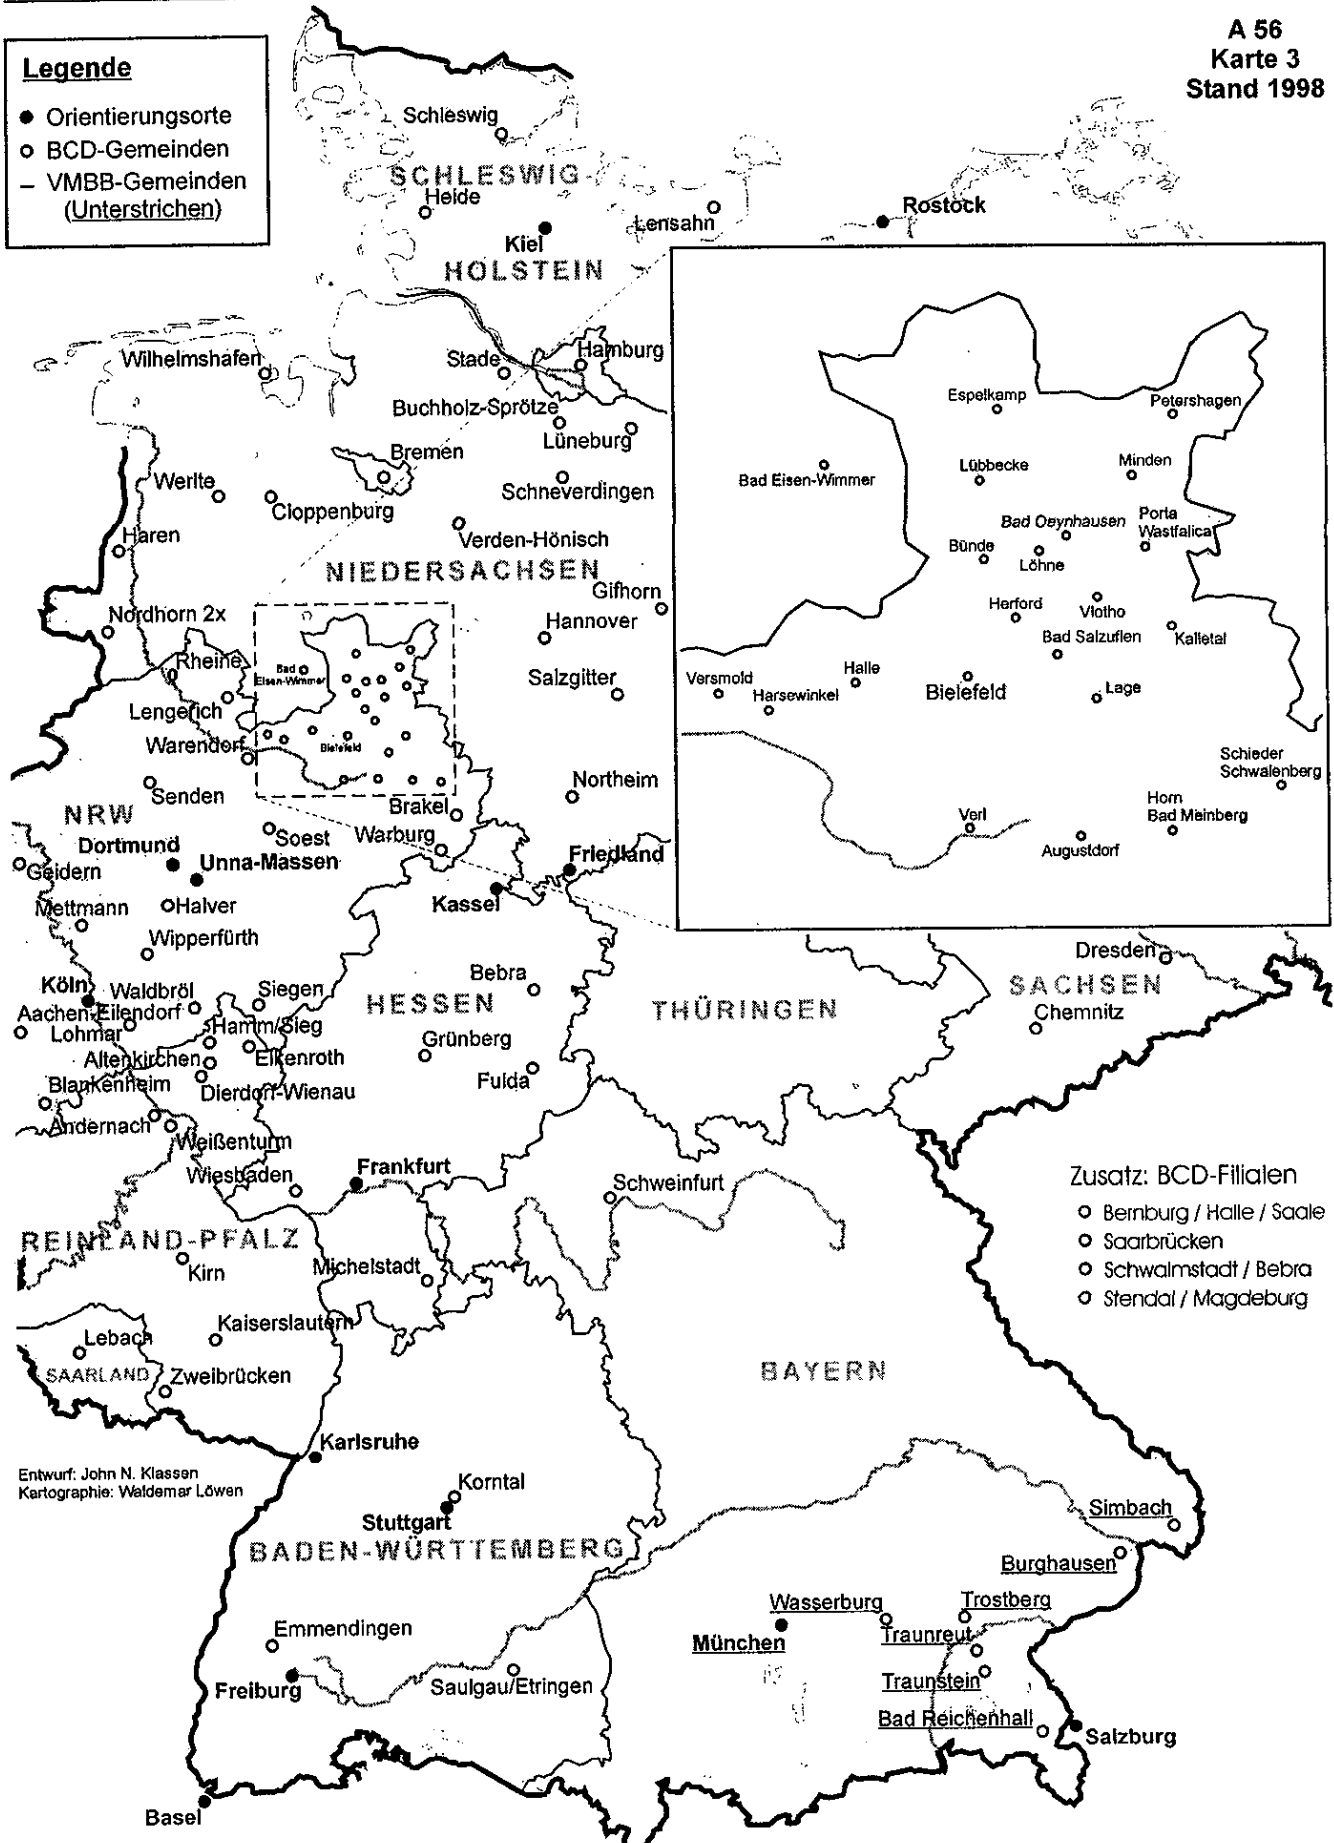 A 56
Karte 3
Stand 1998
Legende
Orientierungsorte
BCD-Gemeinden
– VMBB-Gemeinden
(Unterstrichen)
Schleswig
SCHLESWIG-
Heide
Lensahn
Rostock
Kiel
HOLSTEIN
Wilhelmshafen
Stade
Hamburg
Buchholz-Sprötze
Lüneburg
Bremen
Werlte
Cloppenburg
Schneverdingen
Haren
Verden-Hönisch
NIEDERSACHSEN
Gifhorn
Nordhorn 2x
Hannover
Rheine
Bad
Eisen-Wimmer
Salzgitter
Lengerich
Warendorf
Bielefeld
Senden
Northeim
NRW
Brakel
Soest
Warburg
Dortmund
Unna-Massen
Friedland
Geldern
Kassel
Mettmann
Halver
Wipperfürth
Espelkamp
Petershagen
Bad Eisen-Wimmer
Lübbecke
Minden
Bad Oeynhausen
Porta
Wastfalica
Bünde
Löhne
Herford
Vlotho
Bad Salzuflen
Kalletal
Versmold
Halle
Harsewinkel
Bielefeld
Lage
Schieder
Schwalenberg
Verl
Horn
Bad Meinberg
Augustdorf
Köln
Waldbröl
Siegen
Bebra
Dresden
HESSEN
THÜRINGEN
SACHSEN
Aachen-Eilendorf
Chemnitz
Lohmar
Hamm/Sieg
Grünberg
Altenkirchen
Elkenroth
Blankenheim
Dierdorf-Wienau
Fulda
Andernach
Weißenturm
Wiesbaden
Frankfurt
Schweinfurt
Zusatz: BCD-Filialen
Bernburg / Halle / Saale
Saarbrücken
Schwalmstadt / Bebra
Stendal / Magdeburg
REINLAND-PFALZ
Kirn
Michelstadt
Kaiserslautern
Lebach
SAARLAND
Zweibrücken
BAYERN
Karlsruhe
Entwurf: John N. Klassen
Kartographie: Waldemar Löwen
Korntal
Stuttgart
BADEN-WÜRTTEMBERG
Simbach
Burghausen
Wasserburg
Trostberg
Emmendingen
München
Traunreut
Freiburg
Saulgau/Etringen
Traunstein
Bad Reichenhall
Salzburg
Basel